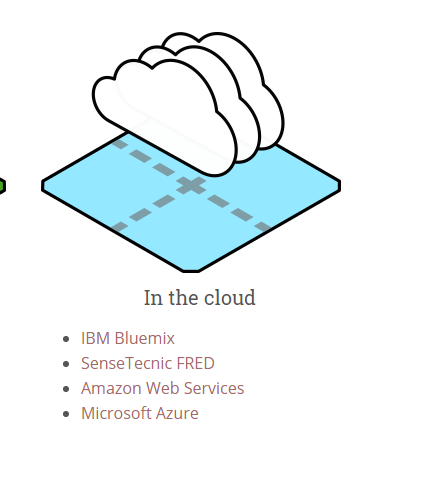 In the cloud
IBM Bluemix
SenseTecnic FRED
Amazon Web Services
Microsoft Azure